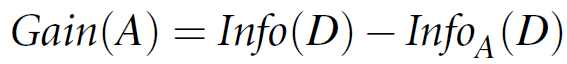 Gain(A) = Info(D) − Info_A(D)